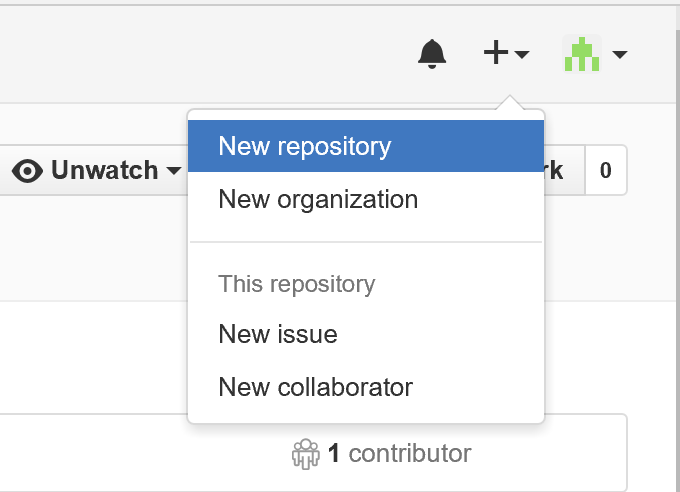 New repository
Unwatch
rk 0
New organization
This repository
New issue
New collaborator
1 contributor